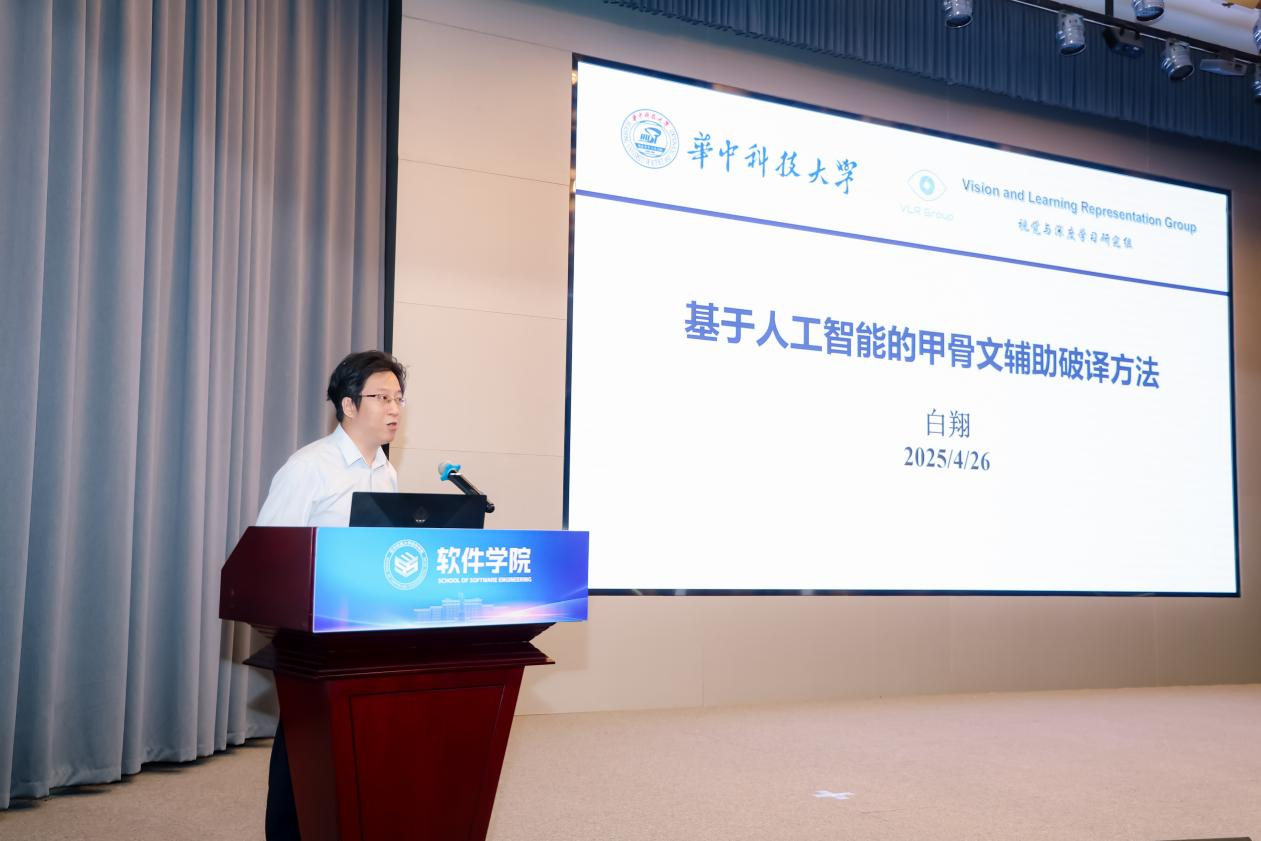 華中科技大學
VLR Group
Vision and Learning Representation Group
视觉与深度学习研究组
基于人工智能的甲骨文辅助破译方法
白翔
2025/4/26
软件学院
SCHOOL OF SOFTWARE ENGINEERING